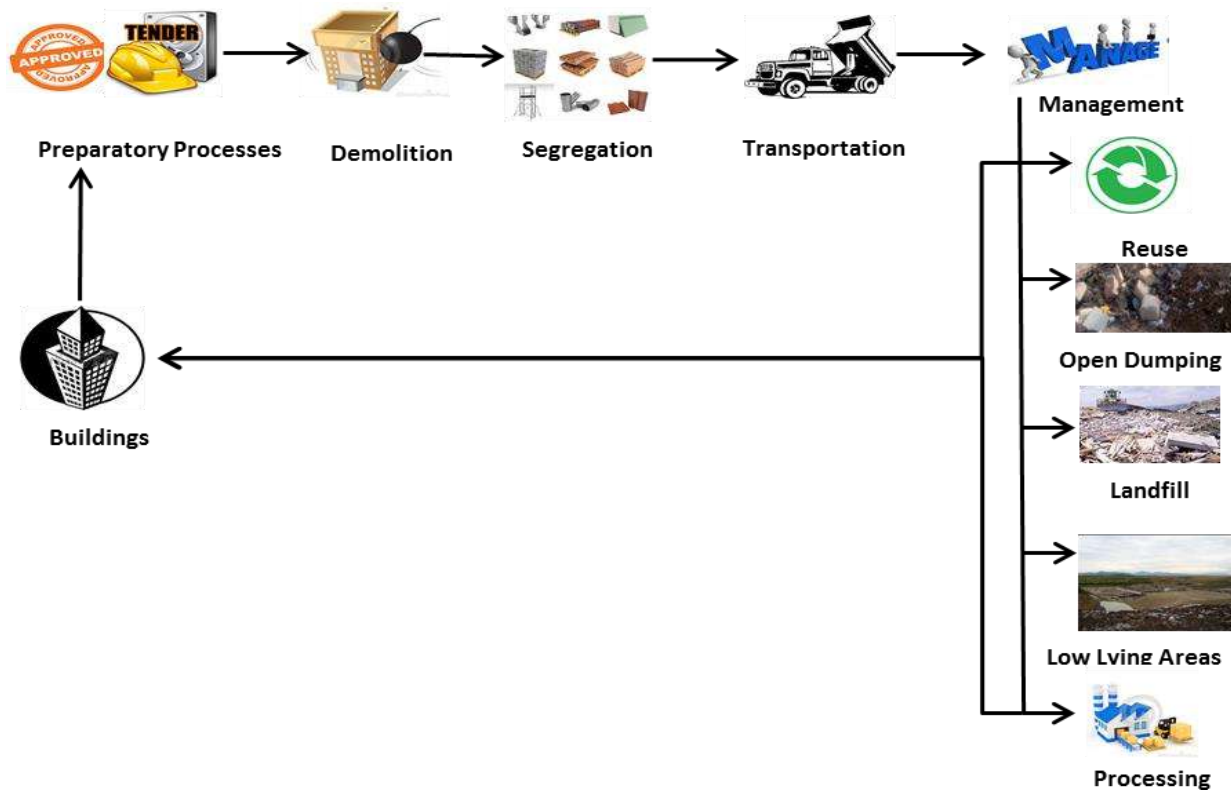 APPROVED
APPROVED
APPROVED
TENDER
MANAGE
Management
Preparatory Processes
Demolition
Segregation
Transportation
Reuse
Open Dumping
Buildings
Landfill
Low Lying Areas
Processing